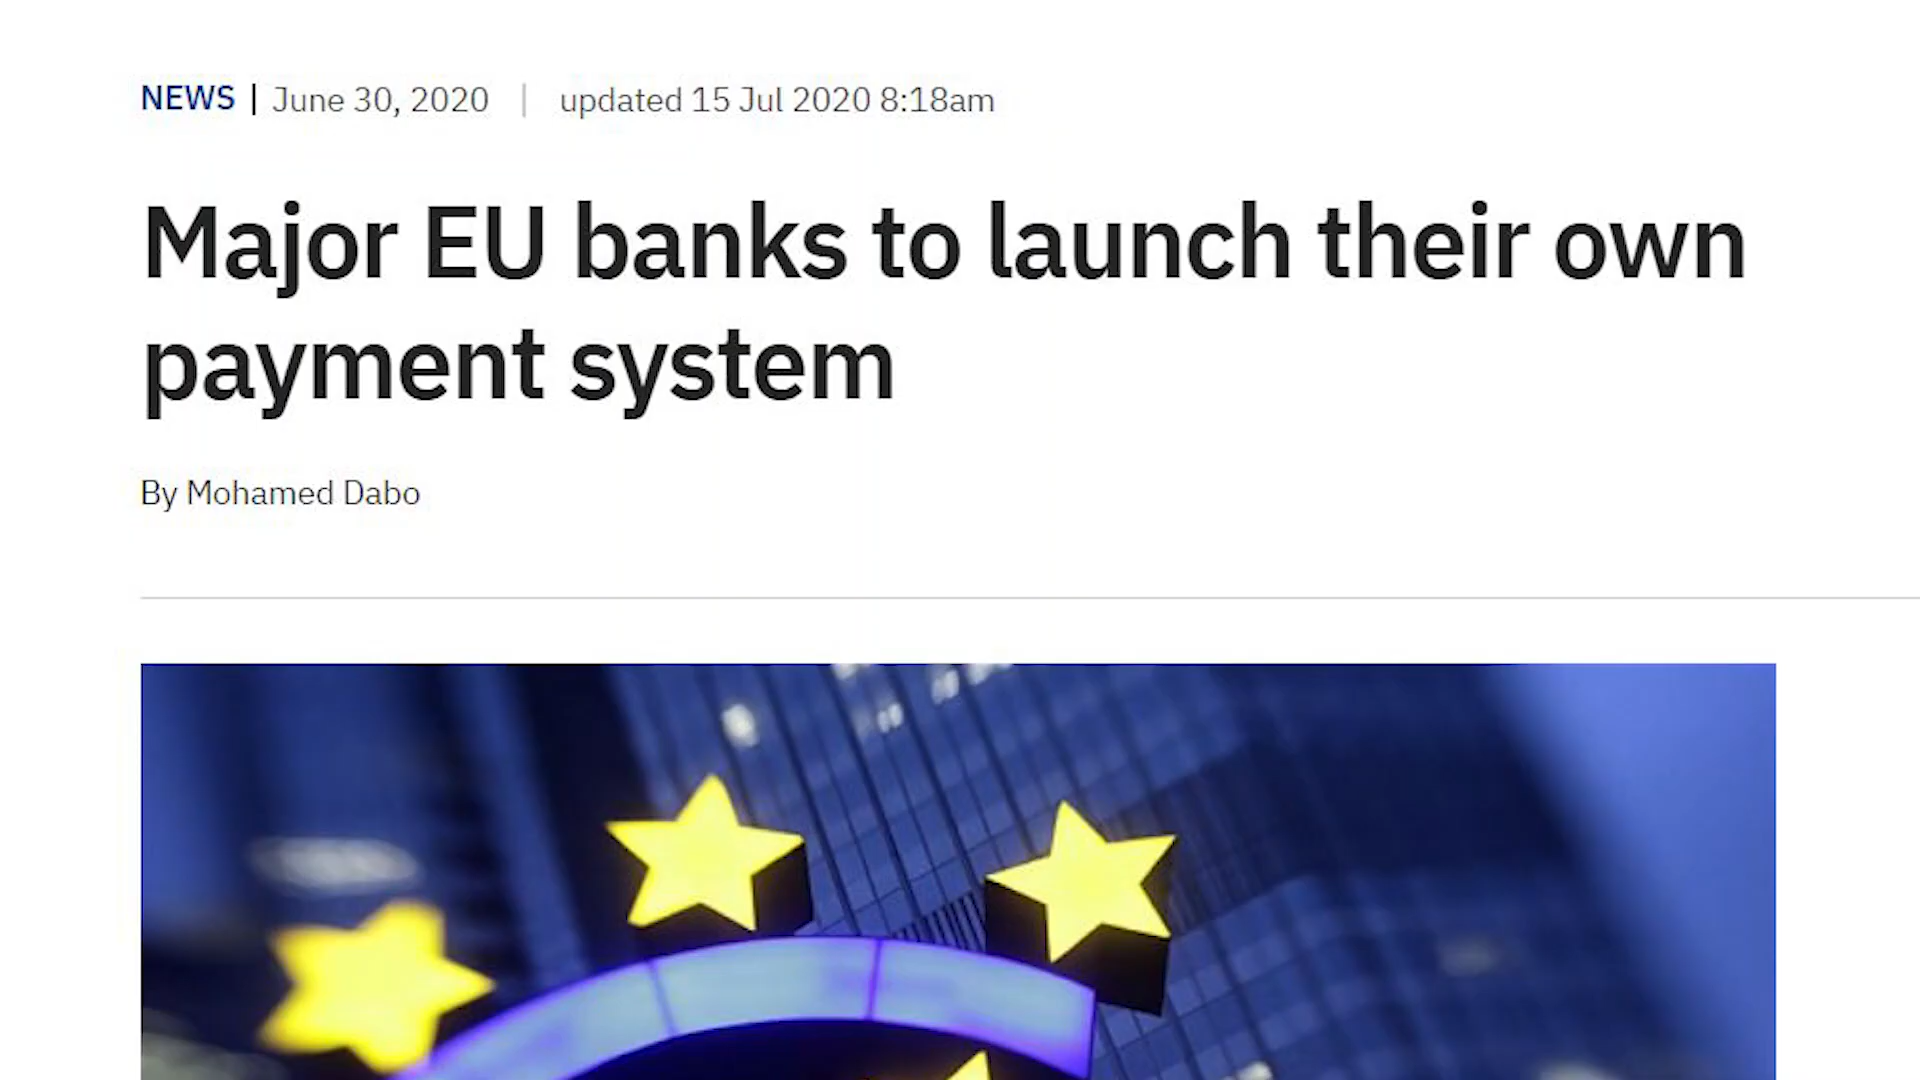 NEWS | June 30, 2020 | updated 15 Jul 2020 8:18am
Major EU banks to launch their own
payment system
By Mohamed Dabo